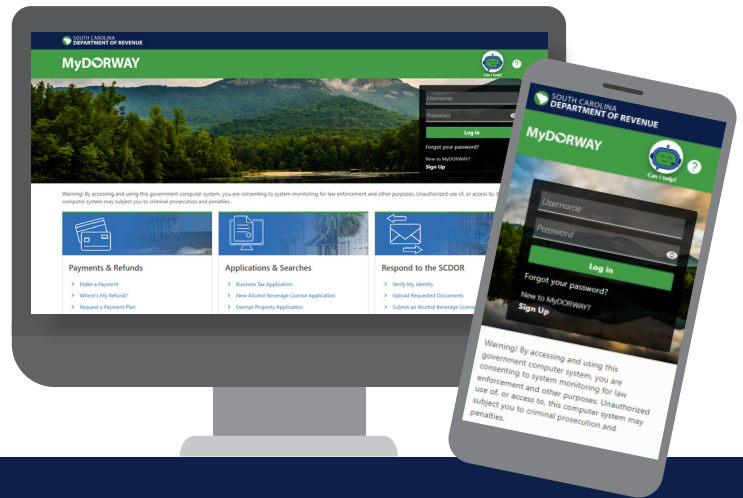 SOUTH CAROLINA
DEPARTMENT OF REVENUE
MyDORWAY
Can I help?
?
Username
Password
Log in
Forgot your password?
New to MyDORWAY?
Sign Up
Warning! By accessing and using this government computer system, you are consenting to system monitoring for law enforcement and other purposes. Unauthorized use of, or access to,
computer system may subject you to criminal prosecution and penalties.
Payments & Refunds
> Make a Payment
> Where's My Refund?
> Request a Payment Plan
Applications & Searches
> Business Tax Application
> New Alcohol Beverage License Application
> Exempt Property Application
Respond to the SCDOR
> Verify My Identity
> Upload Requested Documents
> Submit an Alcohol Beverage
SOUTH CAROLINA
DEPARTMENT OF REVENUE
MyDORWAY
Can I help?
?
Username
Password
Log in
Forgot your password?
New to MyDORWAY?
Sign Up
Warning! By accessing and using this
government computer system, you are
consenting to system monitoring for law
enforcement and other purposes. Unauthorized
use of, or access to, this computer system may
subject you to criminal prosecution and
penalties.